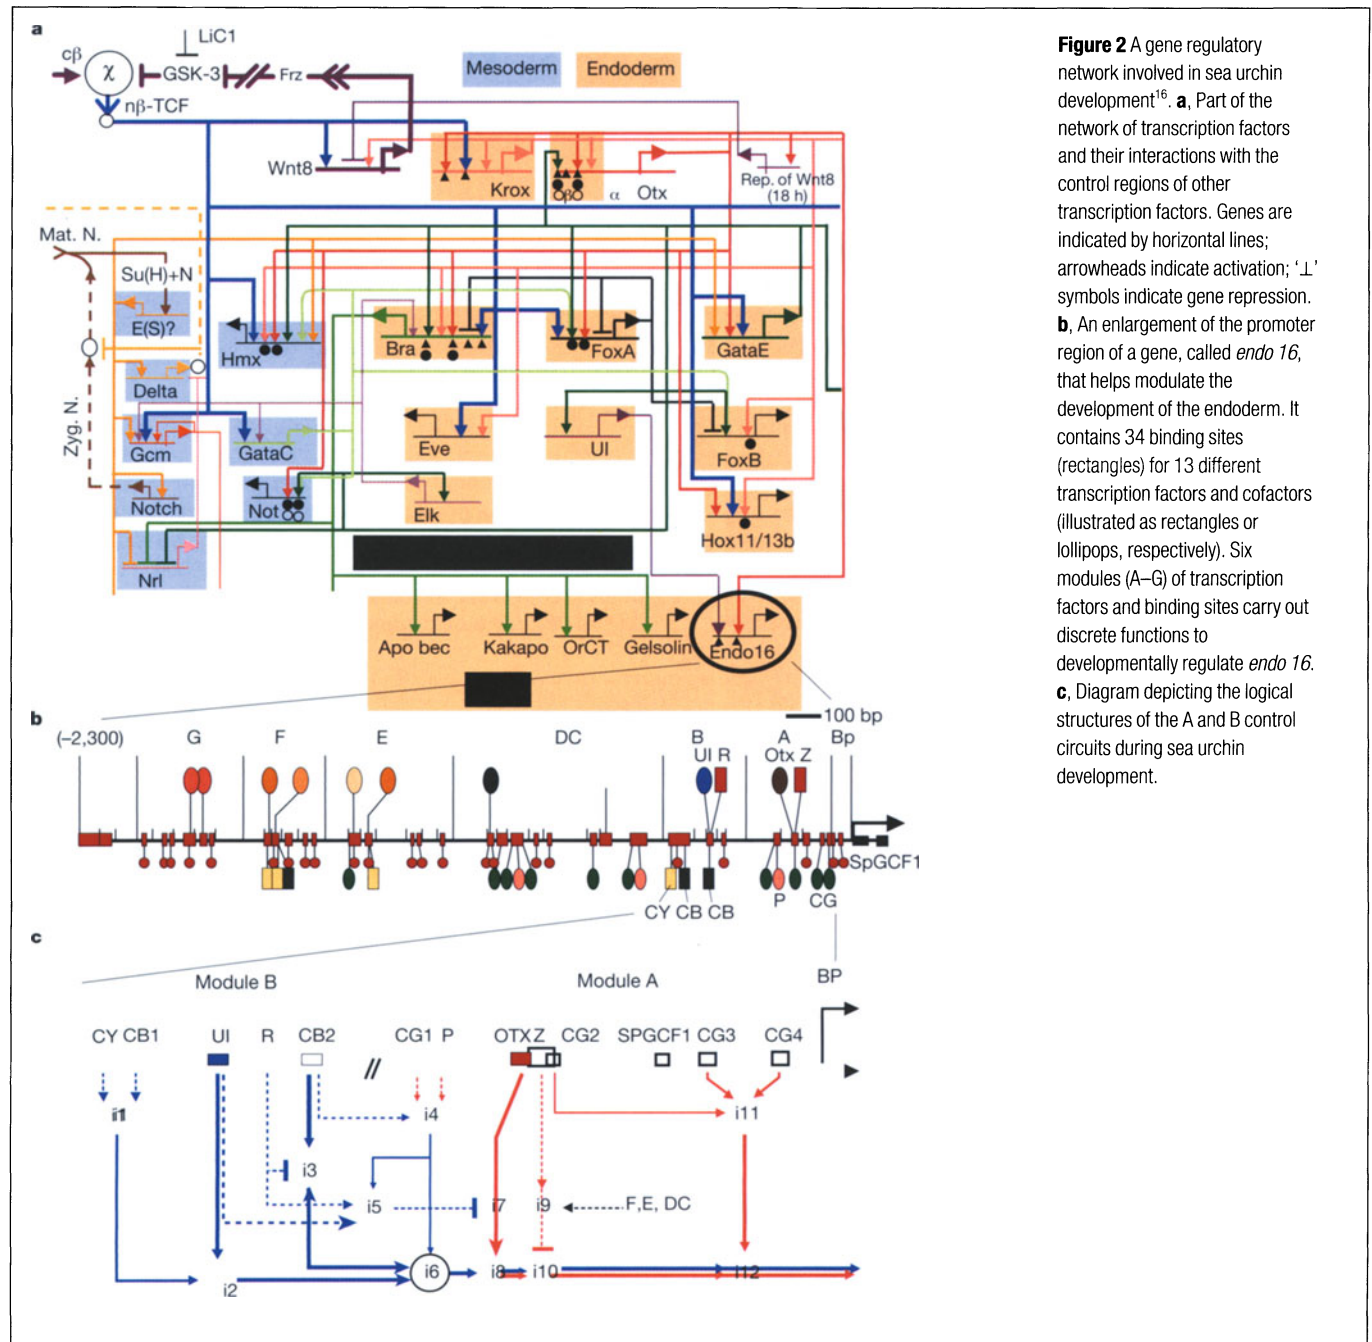 a
LiC1
cβ
χ
GSK-3
Frz
Mesoderm
Endoderm
nβ-TCF
Wnt8
Krox
β
α
Otx
Rep. of Wnt8
(18 h)
Mat. N.
Su(H)+N
E(S)?
Hmx
Bra
FoxA
GataE
Delta
Zyg. N.
Gcm
GataC
Eve
UI
FoxB
Notch
Not
Elk
Hox11/13b
Nrl
Apo bec
Kakapo
OrCT
Gelsolin
Endo16
b
100 bp
(–2,300)
G
F
E
DC
B
A
Bp
UI R
Otx Z
SpGCF1
CY CB CB
P
CG
c
Module B
Module A
BP
CY CB1
UI
R
CB2
CG1 P
OTX Z
CG2
SPGCF1
CG3
CG4
i1
i4
i11
i3
i5
i7
i9
F,E, DC
i2
i6
i8
i10
i12
Figure 2 A gene regulatory
network involved in sea urchin
development16. a, Part of the
network of transcription factors
and their interactions with the
control regions of other
transcription factors. Genes are
indicated by horizontal lines;
arrowheads indicate activation; ‘⊥’
symbols indicate gene repression.
b, An enlargement of the promoter
region of a gene, called endo 16,
that helps modulate the
development of the endoderm. It
contains 34 binding sites
(rectangles) for 13 different
transcription factors and cofactors
(illustrated as rectangles or
lollipops, respectively). Six
modules (A–G) of transcription
factors and binding sites carry out
discrete functions to
developmentally regulate endo 16.
c, Diagram depicting the logical
structures of the A and B control
circuits during sea urchin
development.